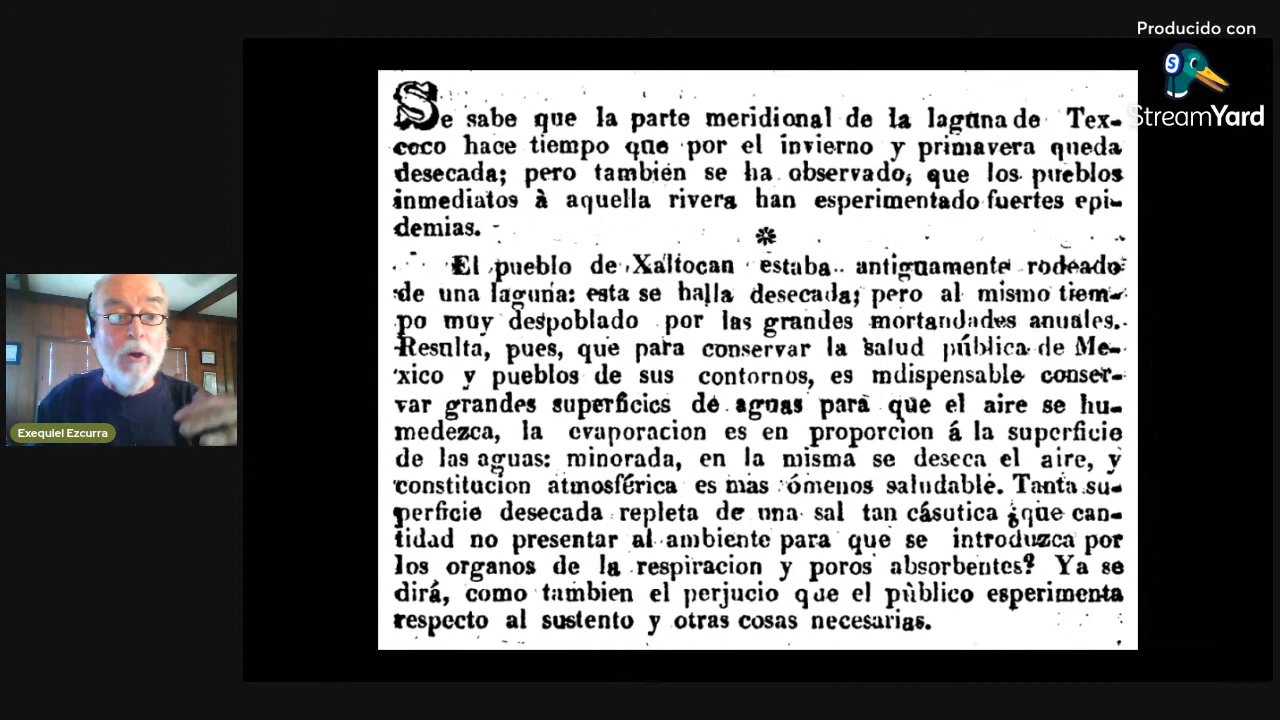 Producido con
StreamYard
Se sabe que la parte meridional de la laguna de Tex-
coco hace tiempo que por el invierno y primavera queda
desecada; pero también se ha observado, que los pueblos
inmediatos à aquella rivera han esperimentado fuertes epi-
demias.
El pueblo de Xaltocan estaba antiguamente rodeado
de una laguna: esta se halla desecada; pero al mismo tiem-
po muy despoblado por las grandes mortandades anuales.
Resulta, pues, que para conservar la salud pública de Me-
xico y pueblos de sus contornos, es indispensable conser-
var grandes superficies de aguas para que el aire se hu-
medezca, la evaporacion es en proporcion á la superficie
de las aguas: minorada, en la misma se deseca el aire, y
constitucion atmosférica es mas ómenos saludable. Tanta su-
perficie desecada repleta de una sal tan cásutica ¿que can-
tidad no presentar al ambiente para que se introduzca por
los organos de la respiracion y poros absorbentes? Ya se
dirá, como tambien el perjucio que el pùblico esperimenta
respecto al sustento y otras cosas necesarias.
Exequiel Ezcurra